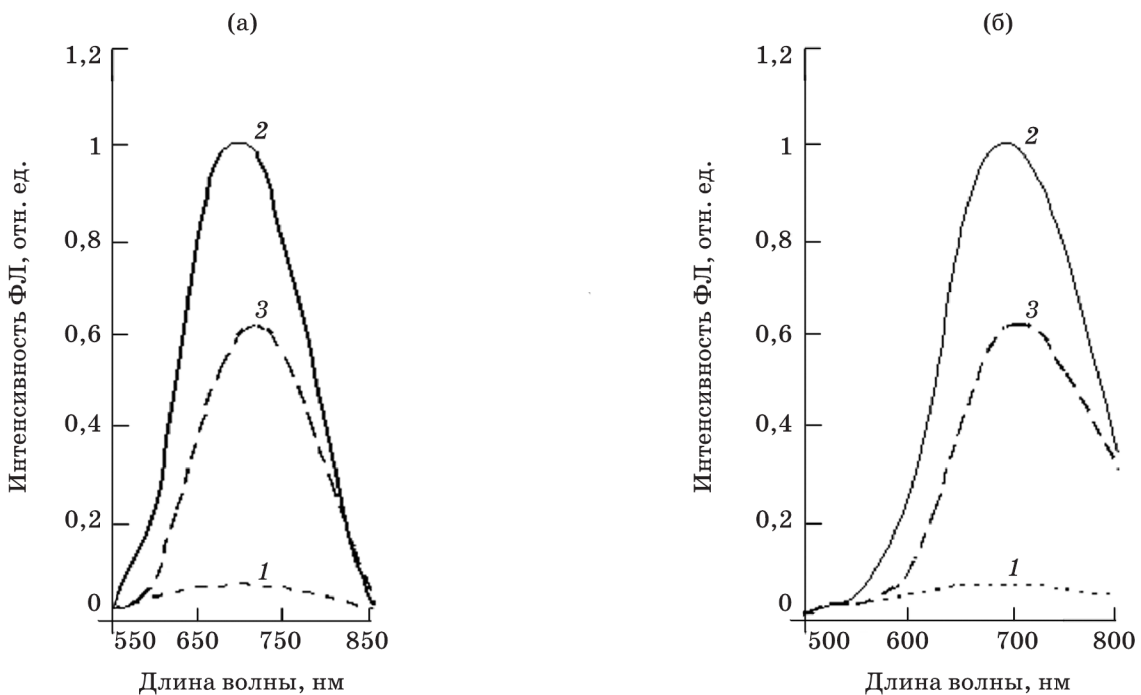 (а)
Интенсивность ФЛ, отн. ед.
1,2
1
0,8
0,6
0,4
0,2
0
2
3
1
550 650 750 850
Длина волны, нм
(б)
Интенсивность ФЛ, отн. ед.
1,2
1
0,8
0,6
0,4
0,2
0
2
3
1
500 600 700 800
Длина волны, нм